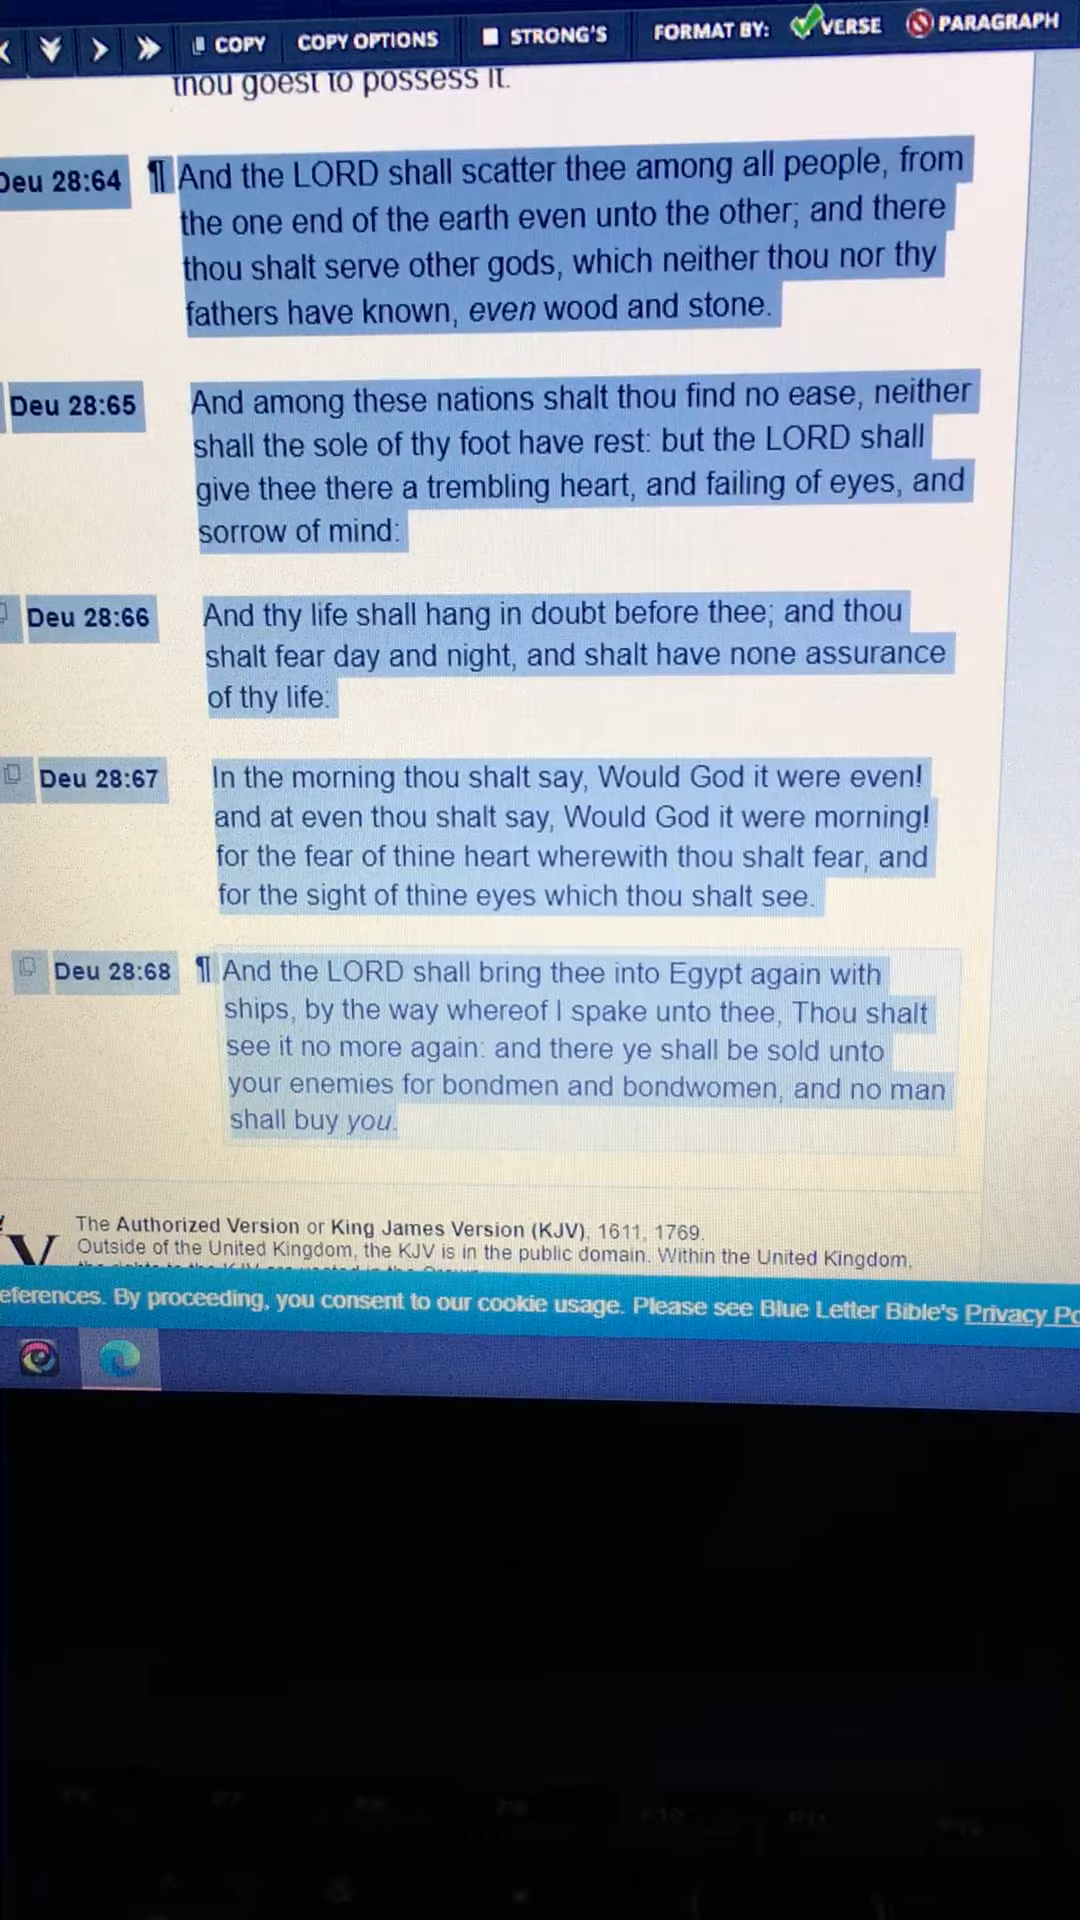 COPY COPY OPTIONS STRONG'S FORMAT BY: VERSE PARAGRAPH
thou goest to possess it.
Deu 28:64 ¶ And the LORD shall scatter thee among all people, from
the one end of the earth even unto the other; and there
thou shalt serve other gods, which neither thou nor thy
fathers have known, even wood and stone.
Deu 28:65 And among these nations shalt thou find no ease, neither
shall the sole of thy foot have rest: but the LORD shall
give thee there a trembling heart, and failing of eyes, and
sorrow of mind:
Deu 28:66 And thy life shall hang in doubt before thee; and thou
shalt fear day and night, and shalt have none assurance
of thy life:
Deu 28:67 In the morning thou shalt say, Would God it were even!
and at even thou shalt say, Would God it were morning!
for the fear of thine heart wherewith thou shalt fear, and
for the sight of thine eyes which thou shalt see.
Deu 28:68 ¶ And the LORD shall bring thee into Egypt again with
ships, by the way whereof I spake unto thee, Thou shalt
see it no more again: and there ye shall be sold unto
your enemies for bondmen and bondwomen, and no man
shall buy you.
The Authorized Version or King James Version (KJV), 1611, 1769.
V Outside of the United Kingdom, the KJV is in the public domain. Within the United Kingdom,
eferences. By proceeding, you consent to our cookie usage. Please see Blue Letter Bible's Privacy Po
F10